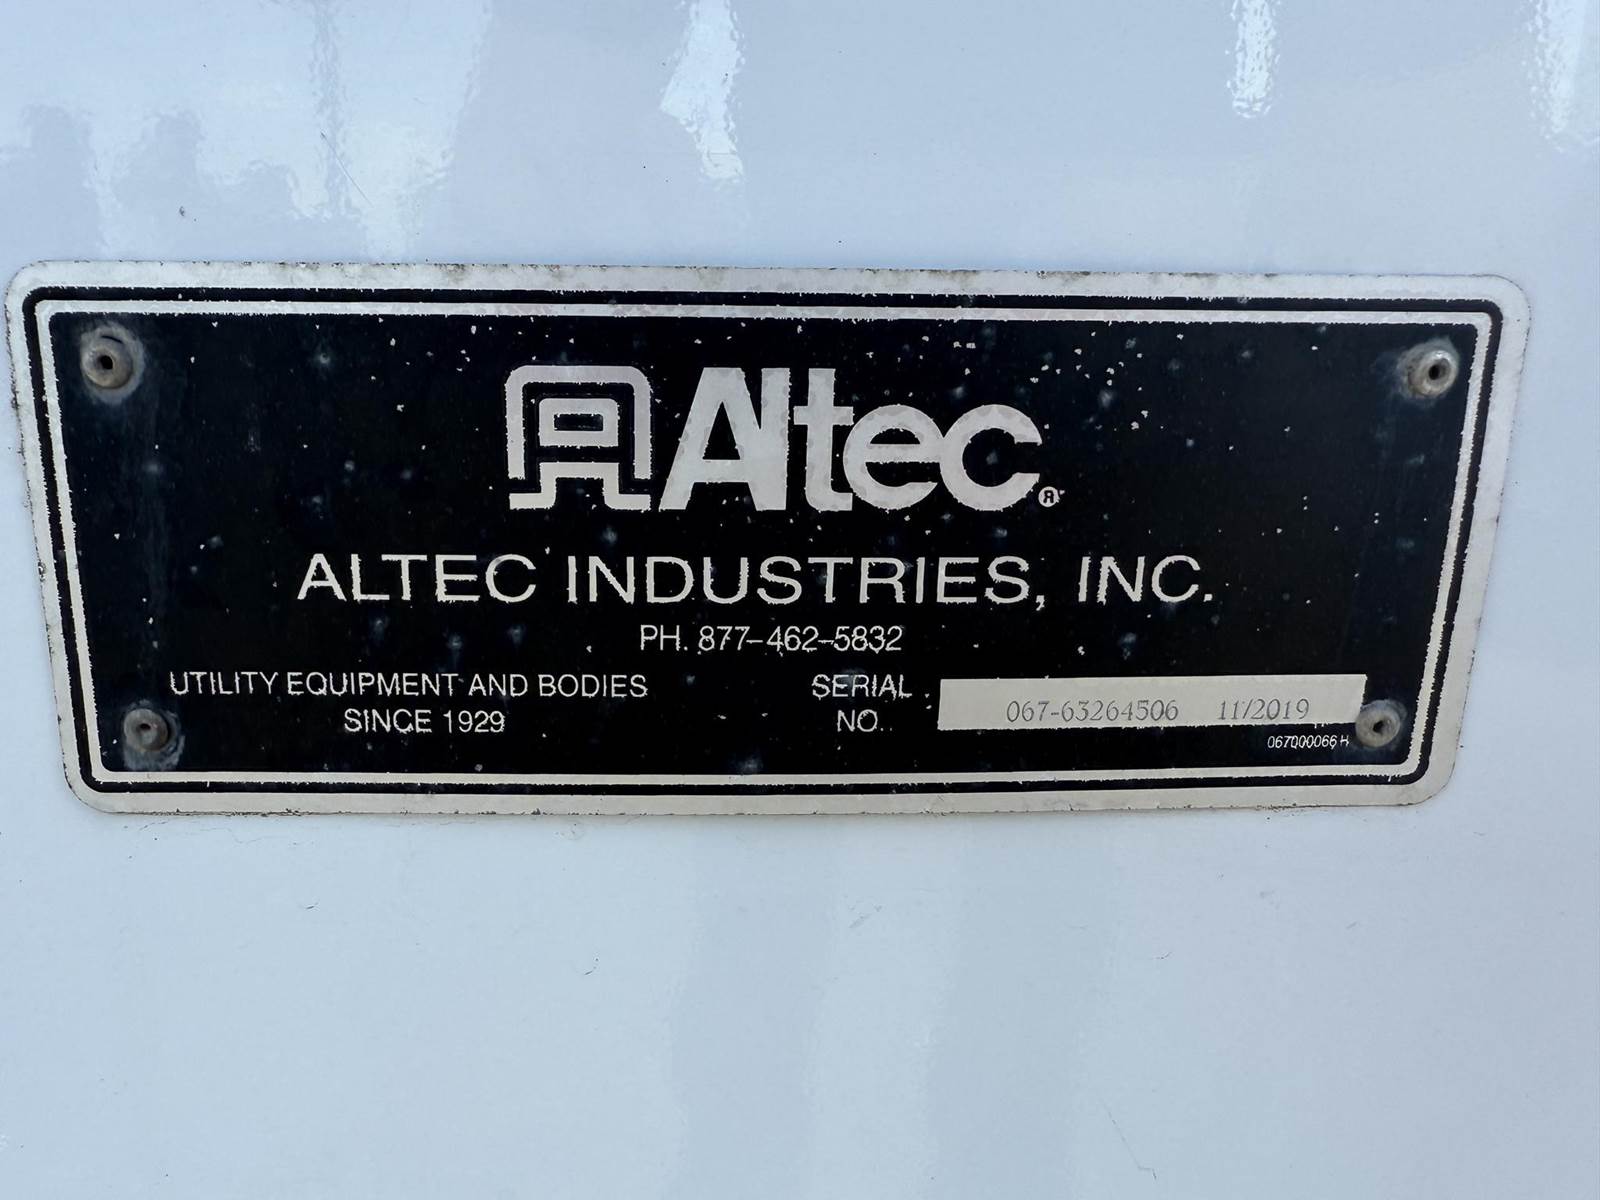 Altec®
ALTEC INDUSTRIES, INC.
PH. 877-462-5832
UTILITY EQUIPMENT AND BODIES
SINCE 1929
SERIAL
NO.
067-63264506 11/2019
067000066H